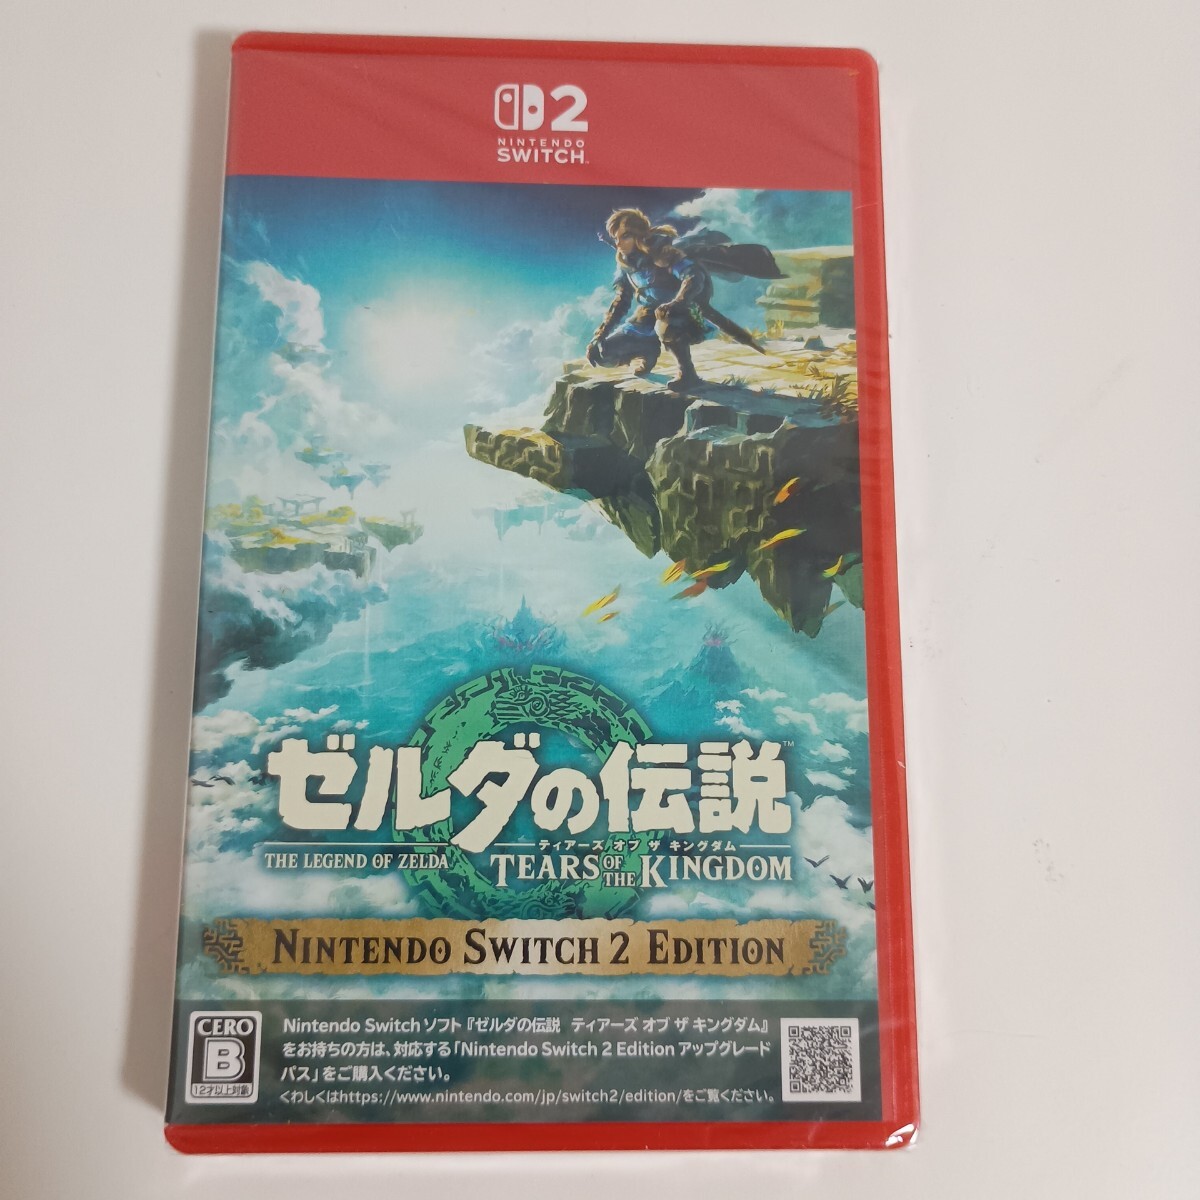 2
NINTENDO
SWITCH™
ゼルダの伝説™
ティアーズ オブ ザ キングダム
THE LEGEND OF ZELDA
TEARS OF THE KINGDOM
NINTENDO SWITCH 2 EDITION
CERO
B
12才以上対象
Nintendo Switch ソフト『ゼルダの伝説 ティアーズ オブ ザ キングダム』
をお持ちの方は、対応する「Nintendo Switch 2 Edition アップグレード
パス」をご購入ください。
くわしくはhttps://www.nintendo.com/jp/switch2/edition/をご覧ください。